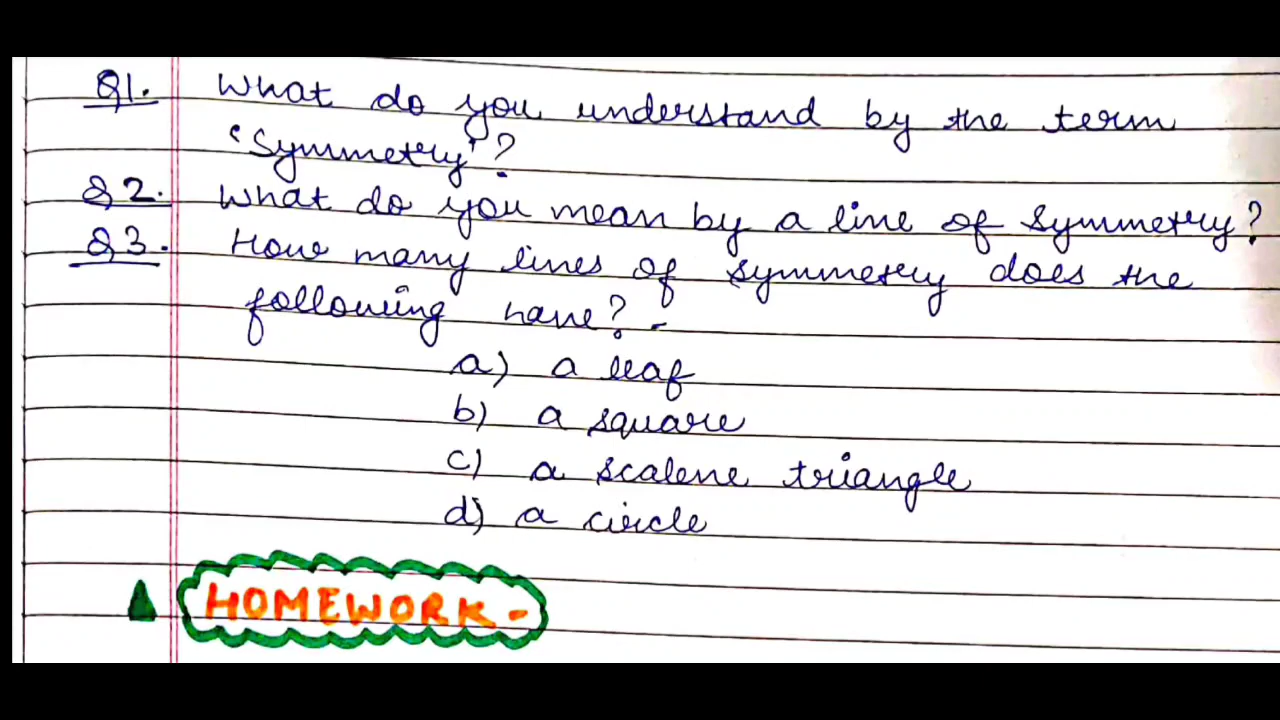 Q1. What do you understand by the term
'Symmetry'?
Q2. What do you mean by a line of symmetry?
Q3. How many lines of symmetry does the
following have? -
a) a leaf
b) a square
c) a scalene triangle
d) a circle
HOMEWORK -